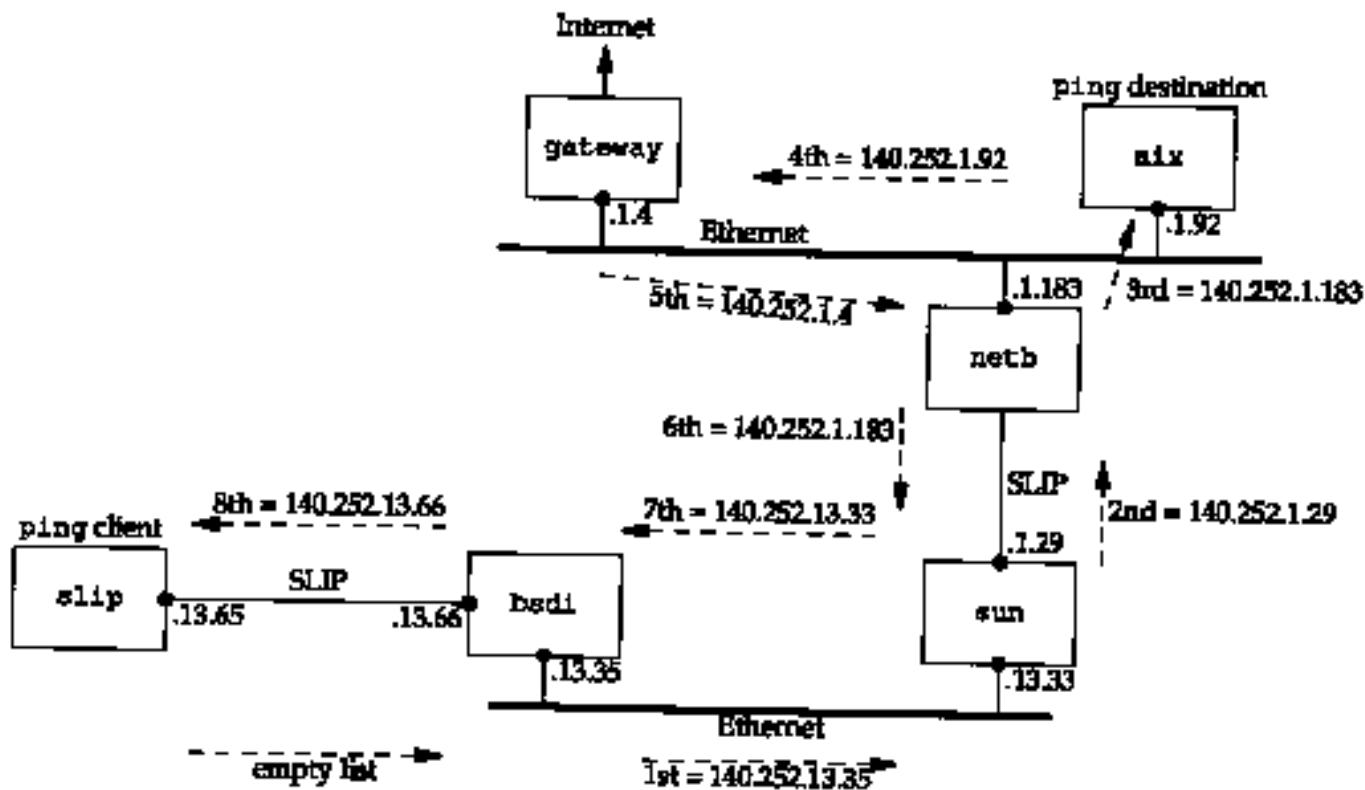 Internet
ping destination
gateway
aix
4th = 140.252.1.92
.1.4
.1.92
Ethernet
5th = 140.252.1.4
.1.183
3rd = 140.252.1.183
netb
6th = 140.252.1.183
SLIP
8th = 140.252.13.66
7th = 140.252.13.33
2nd = 140.252.1.29
ping client
.1.29
slip
SLIP
bsdi
sun
.13.65
.13.66
.13.35
.13.33
Ethernet
empty list
1st = 140.252.13.35